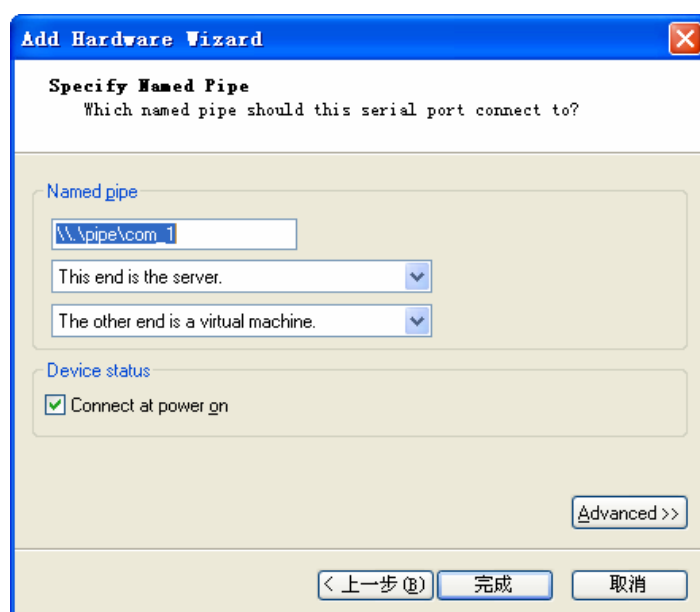 Add Hardware Wizard
Specify Named Pipe
Which named pipe should this serial port connect to?
Named pipe
\\.\pipe\com_1
This end is the server.
The other end is a virtual machine.
Device status
Connect at power on
Advanced >>
< 上一步(B)
完成
取消